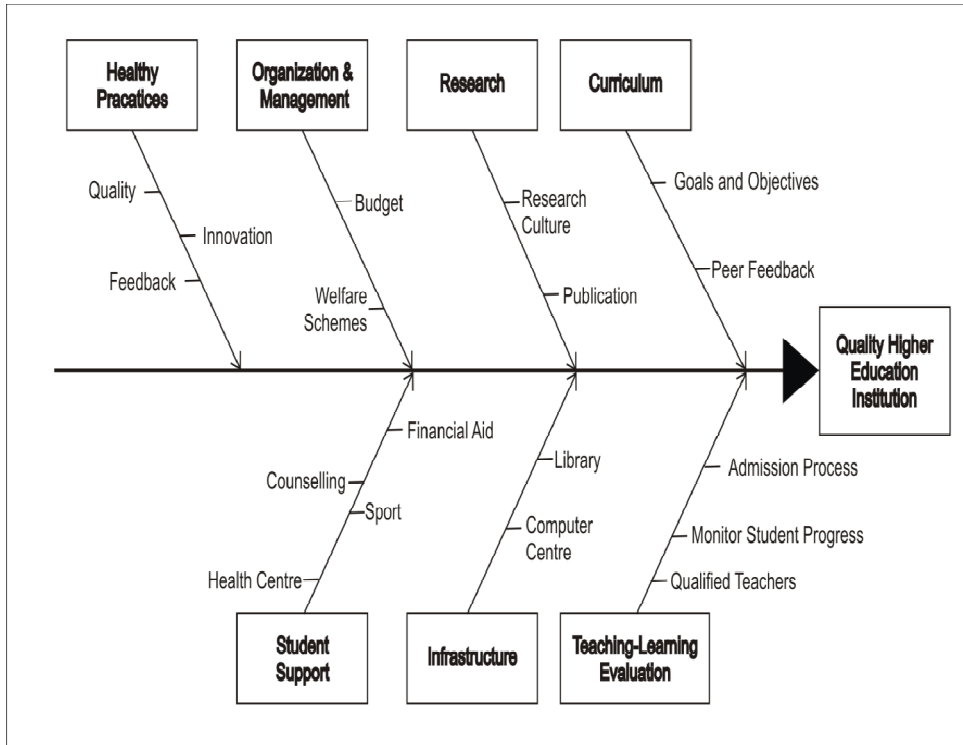 Healthy
Pracatices
Organization &
Management
Research
Curriculum
Quality
Innovation
Feedback
Budget
Welfare
Schemes
Research
Culture
Publication
Goals and Objectives
Peer Feedback
Quality Higher
Education
Institution
Financial Aid
Counselling
Sport
Health Centre
Library
Computer
Centre
Admission Process
Monitor Student Progress
Qualified Teachers
Student
Support
Infrastructure
Teaching-Learning
Evaluation